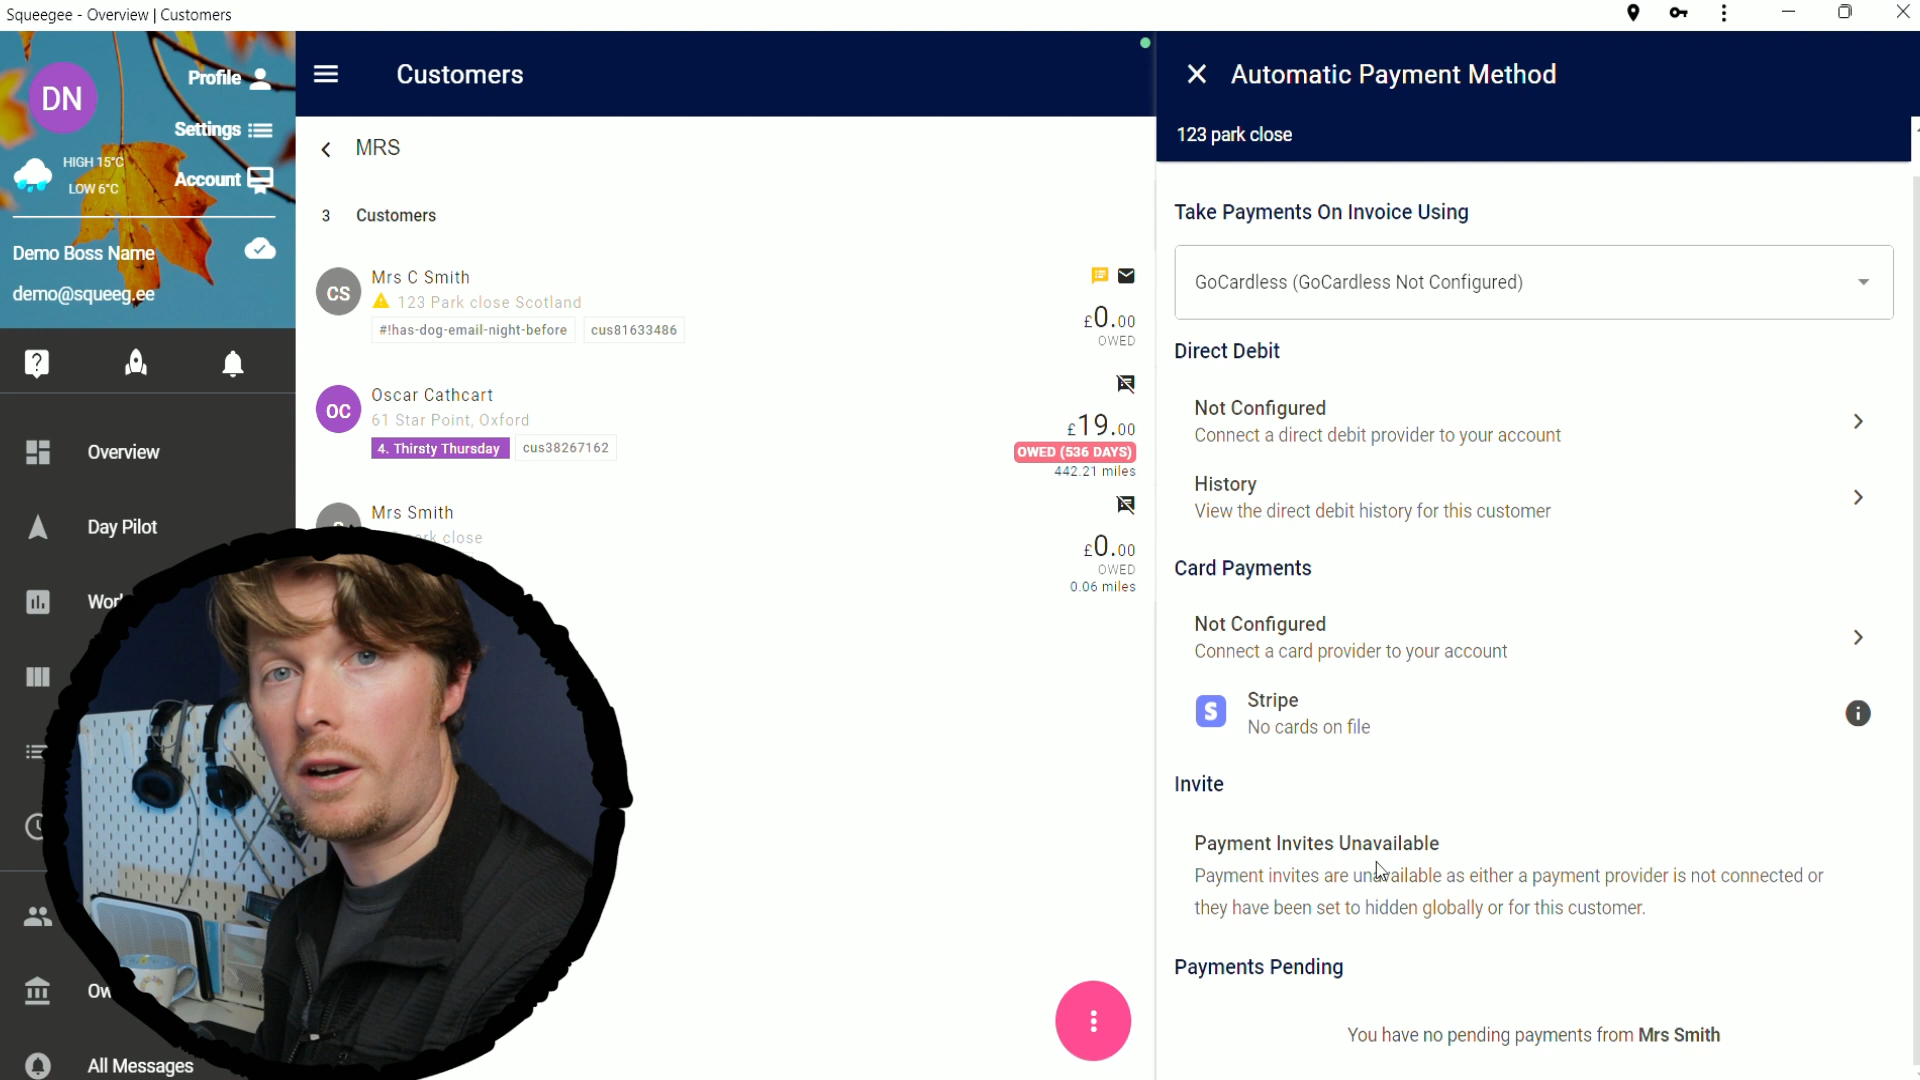 Squeegee - Overview | Customers
DN
Profile
Settings
HIGH 15°C
LOW 6°C
Account
Demo Boss Name
demo@squeeg.ee
Overview
Day Pilot
All Messages
Customers
MRS
3 Customers
CS
Mrs C Smith
123 Park close Scotland
#!has-dog-email-night-before
cus81633486
£0.00
OWED
OC
Oscar Cathcart
61 Star Point, Oxford
4. Thirsty Thursday
cus38267162
£19.00
OWED (536 DAYS)
442.21 miles
Mrs Smith
close
£0.00
OWED
0.06 miles
Automatic Payment Method
123 park close
Take Payments On Invoice Using
GoCardless (GoCardless Not Configured)
Direct Debit
Not Configured
Connect a direct debit provider to your account
History
View the direct debit history for this customer
Card Payments
Not Configured
Connect a card provider to your account
S
Stripe
No cards on file
Invite
Payment Invites Unavailable
Payment invites are unavailable as either a payment provider is not connected or
they have been set to hidden globally or for this customer.
Payments Pending
You have no pending payments from Mrs Smith